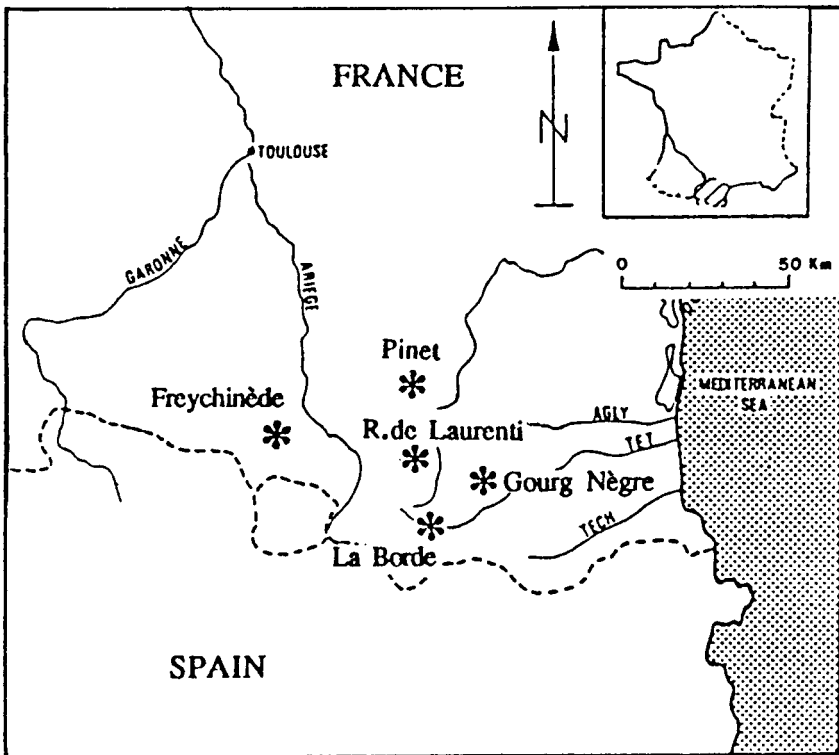 FRANCE
N
TOULOUSE
0 50 Km
GARONNE
ARIEGE
Pinet
MEDITERRANEAN
SEA
Freychinède
AGLY
R. de Laurenti
TET
Gourg Nègre
TECH
La Borde
SPAIN